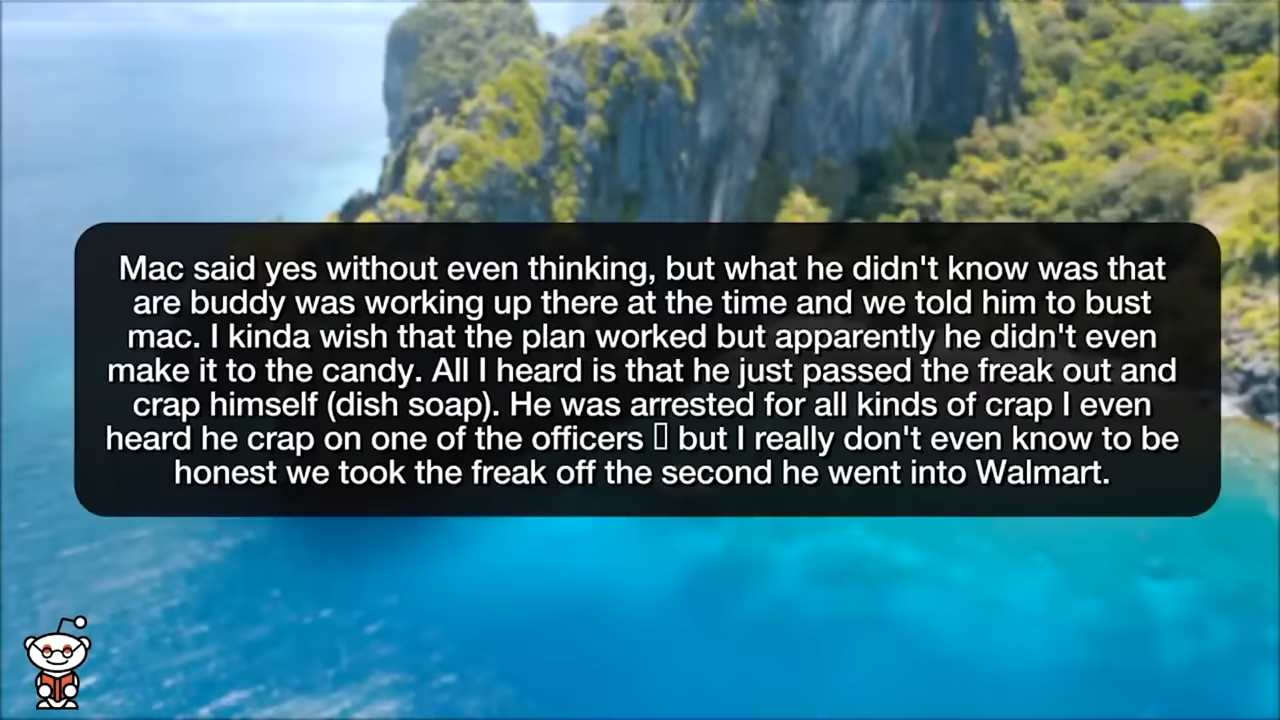 Mac said yes without even thinking, but what he didn't know was that
are buddy was working up there at the time and we told him to bust
mac. I kinda wish that the plan worked but apparently he didn't even
make it to the candy. All I heard is that he just passed the freak out and
crap himself (dish soap). He was arrested for all kinds of crap I even
heard he crap on one of the officers ▯ but I really don't even know to be
honest we took the freak off the second he went into Walmart.